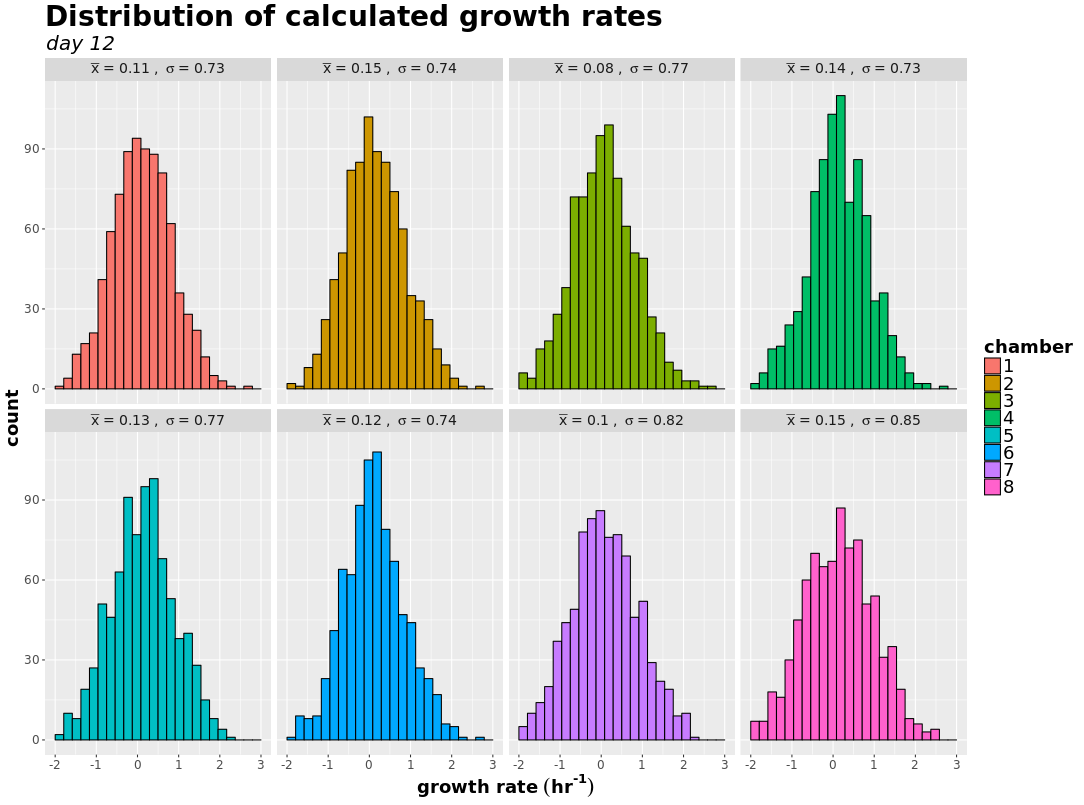 Distribution of calculated growth rates
day 12
x̅ = 0.11 , σ = 0.73
x̅ = 0.15 , σ = 0.74
x̅ = 0.08 , σ = 0.77
x̅ = 0.14 , σ = 0.73
90
60
30
0
count
x̅ = 0.13 , σ = 0.77
x̅ = 0.12 , σ = 0.74
x̅ = 0.1 , σ = 0.82
x̅ = 0.15 , σ = 0.85
90
60
30
0
-2 -1 0 1 2 3
-2 -1 0 1 2 3
-2 -1 0 1 2 3
-2 -1 0 1 2 3
growth rate (hr⁻¹)
chamber
1
2
3
4
5
6
7
8